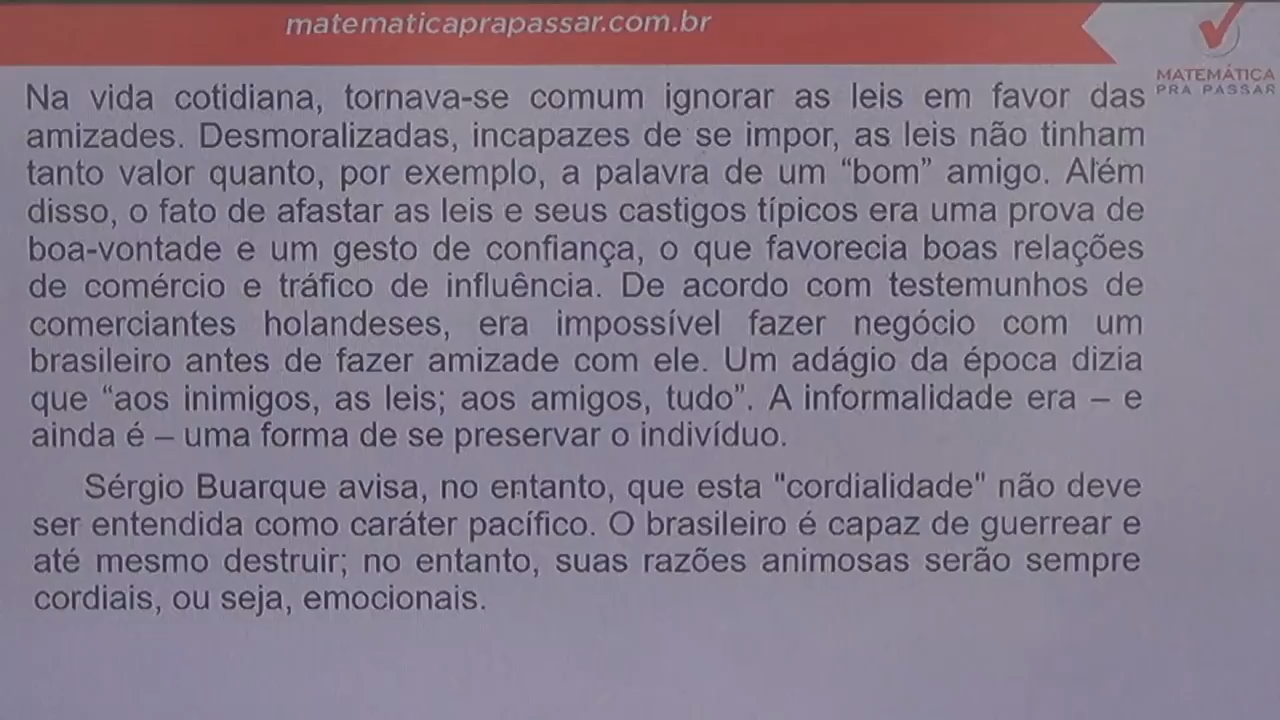 matematicaprapassar.com.br
MATEMÁTICA
PRA PASSAR
Na vida cotidiana, tornava-se comum ignorar as leis em favor das
amizades. Desmoralizadas, incapazes de se impor, as leis não tinham
tanto valor quanto, por exemplo, a palavra de um “bom” amigo. Além
disso, o fato de afastar as leis e seus castigos típicos era uma prova de
boa-vontade e um gesto de confiança, o que favorecia boas relações
de comércio e tráfico de influência. De acordo com testemunhos de
comerciantes holandeses, era impossível fazer negócio com um
brasileiro antes de fazer amizade com ele. Um adágio da época dizia
que “aos inimigos, as leis; aos amigos, tudo”. A informalidade era – e
ainda é – uma forma de se preservar o indivíduo.
Sérgio Buarque avisa, no entanto, que esta "cordialidade" não deve
ser entendida como caráter pacífico. O brasileiro é capaz de guerrear e
até mesmo destruir; no entanto, suas razões animosas serão sempre
cordiais, ou seja, emocionais.